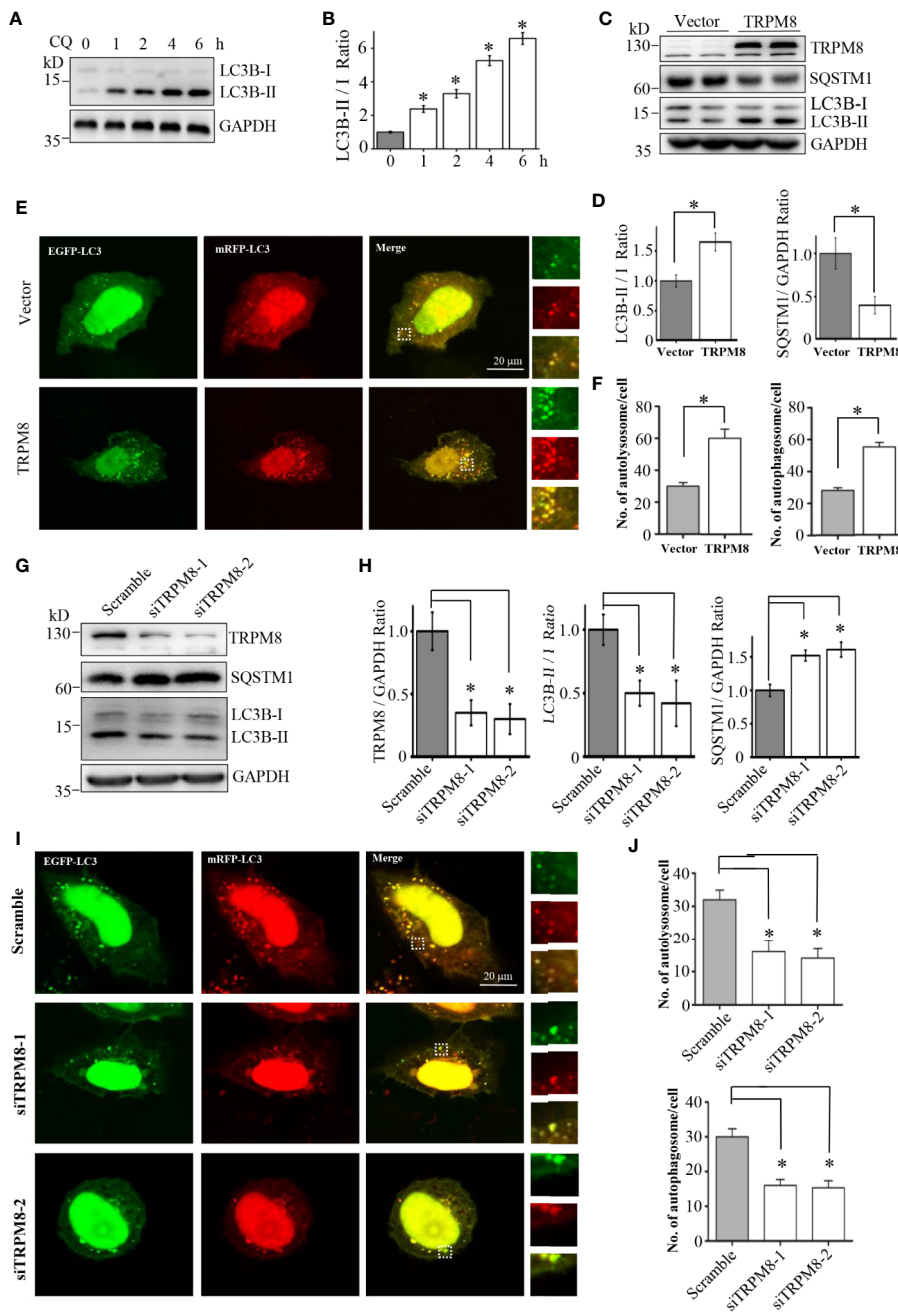 A
CQ 0 1 2 4 6 h
kD
15
LC3B-I
LC3B-II
GAPDH
35
B
LC3B-II / I Ratio
6
4
2
0
0 1 2 4 6 h
C
kD
Vector TRPM8
130
TRPM8
60
SQSTM1
15
LC3B-I
LC3B-II
35
GAPDH
D
LC3B-II / I Ratio
1.5
1.0
0.5
0
*
Vector TRPM8
SQSTM1/ GAPDH Ratio
1.0
0.5
0
*
Vector TRPM8
E
EGFP-LC3
mRFP-LC3
Merge
Vector
20 μm
TRPM8
F
No. of autolysosome/cell
80
60
40
20
0
*
Vector TRPM8
No. of autophagosome/cell
80
60
40
20
0
*
Vector TRPM8
G
Scramble
siTRPM8-1
siTRPM8-2
kD
130
TRPM8
60
SQSTM1
15
LC3B-I
LC3B-II
35
GAPDH
H
TRPM8 / GAPDH Ratio
1.0
0.5
0
* *
Scramble
siTRPM8-1
siTRPM8-2
LC3B-II / I Ratio
1.0
0.5
0
* *
Scramble
siTRPM8-1
siTRPM8-2
SQSTM1/ GAPDH Ratio
1.5
1.0
0.5
0
* *
Scramble
siTRPM8-1
siTRPM8-2
I
EGFP-LC3
mRFP-LC3
Merge
Scramble
20 μm
siTRPM8-1
siTRPM8-2
J
No. of autolysosome/cell
40
30
20
10
0
* *
Scramble
siTRPM8-1
siTRPM8-2
No. of autophagosome/cell
40
30
20
10
0
* *
Scramble
siTRPM8-1
siTRPM8-2